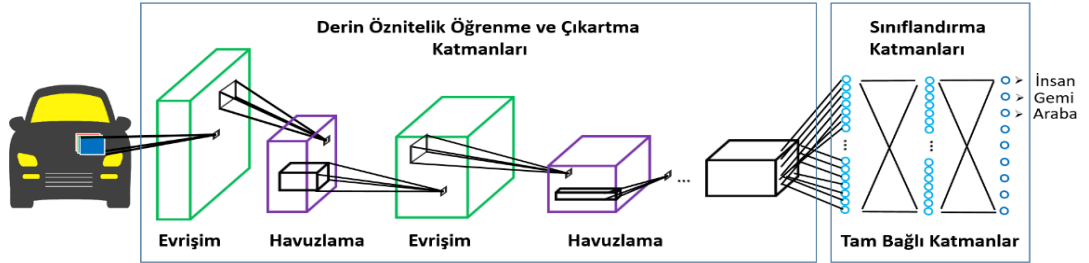 Derin Öznitelik Öğrenme ve Çıkartma
Katmanları
Sınıflandırma
Katmanları
İnsan
Gemi
Araba
...
Evrişim
Havuzlama
Evrişim
Havuzlama
Tam Bağlı Katmanlar